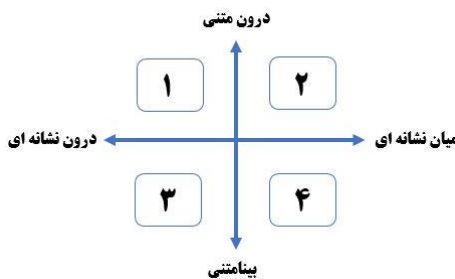 درون متنی
۲
۱
میان نشانه ای
درون نشانه ای
۴
۳
بینامتنی